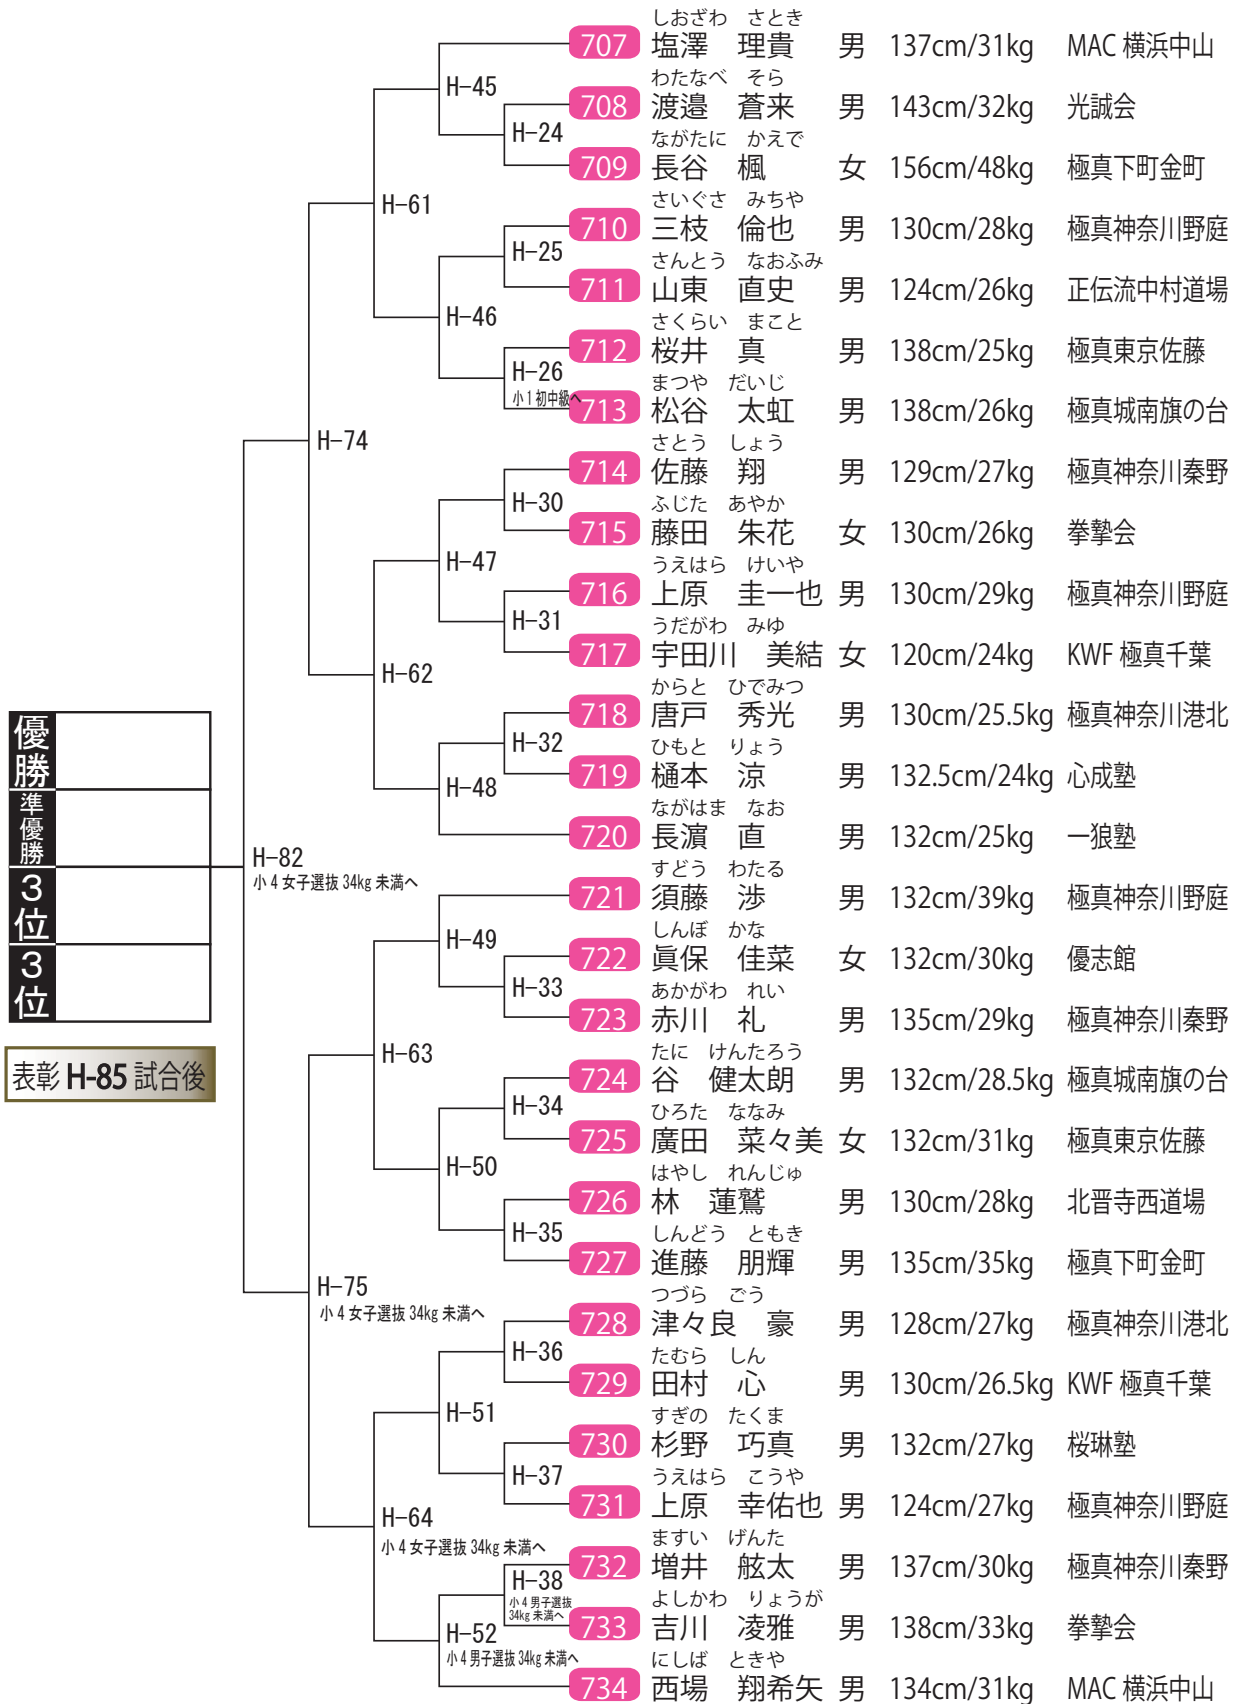 しおざわ　さとき
707 塩澤　理貴 男 137cm/31kg MAC 横浜中山
H-45
わたなべ　そら
708 渡邉　蒼来 男 143cm/32kg 光誠会
H-24
ながたに　かえで
709 長谷　楓 女 156cm/48kg 極真下町金町
H-61
さいぐさ　みちや
710 三枝　倫也 男 130cm/28kg 極真神奈川野庭
H-25
さんとう　なおふみ
711 山東　直史 男 124cm/26kg 正伝流中村道場
H-46
さくらい　まこと
712 桜井　真 男 138cm/25kg 極真東京佐藤
H-26
小1初中級へ
まつや　だいじ
713 松谷　太虹 男 138cm/26kg 極真城南旗の台
H-74
さとう　しょう
714 佐藤　翔 男 129cm/27kg 極真神奈川秦野
H-30
ふじた　あやか
715 藤田　朱花 女 130cm/26kg 拳摯会
H-47
うえはら　けいや
716 上原　圭一也 男 130cm/29kg 極真神奈川野庭
H-31
うだがわ　みゆ
717 宇田川　美結 女 120cm/24kg KWF 極真千葉
H-62
からと　ひでみつ
718 唐戸　秀光 男 130cm/25.5kg 極真神奈川港北
H-32
ひもと　りょう
719 樋本　涼 男 132.5cm/24kg 心成塾
H-48
ながはま　なお
720 長濵　直 男 132cm/25kg 一狼塾
優勝
準優勝
3位
3位
H-82
小4女子選抜34kg未満へ
表彰 H-85 試合後
すどう　わたる
721 須藤　渉 男 132cm/39kg 極真神奈川野庭
H-49
しんぼ　かな
722 眞保　佳菜 女 132cm/30kg 優志館
H-33
あかがわ　れい
723 赤川　礼 男 135cm/29kg 極真神奈川秦野
H-63
たに　けんたろう
724 谷　健太朗 男 132cm/28.5kg 極真城南旗の台
H-34
ひろた　ななみ
725 廣田　菜々美 女 132cm/31kg 極真東京佐藤
H-50
はやし　れんじゅ
726 林　蓮鷲 男 130cm/28kg 北晋寺西道場
H-35
しんどう　ともき
727 進藤　朋輝 男 135cm/35kg 極真下町金町
H-75
小4女子選抜34kg未満へ
つづら　ごう
728 津々良　豪 男 128cm/27kg 極真神奈川港北
H-36
たむら　しん
729 田村　心 男 130cm/26.5kg KWF 極真千葉
H-51
すぎの　たくま
730 杉野　巧真 男 132cm/27kg 桜琳塾
H-37
うえはら　こうや
731 上原　幸佑也 男 124cm/27kg 極真神奈川野庭
H-64
小4女子選抜34kg未満へ
ますい　げんた
732 増井　舷太 男 137cm/30kg 極真神奈川秦野
H-38
小4男子選抜
34kg未満へ
よしかわ　りょうが
733 吉川　凌雅 男 138cm/33kg 拳摯会
H-52
小4男子選抜34kg未満へ
にしば　ときや
734 西場　翔希矢 男 134cm/31kg MAC 横浜中山